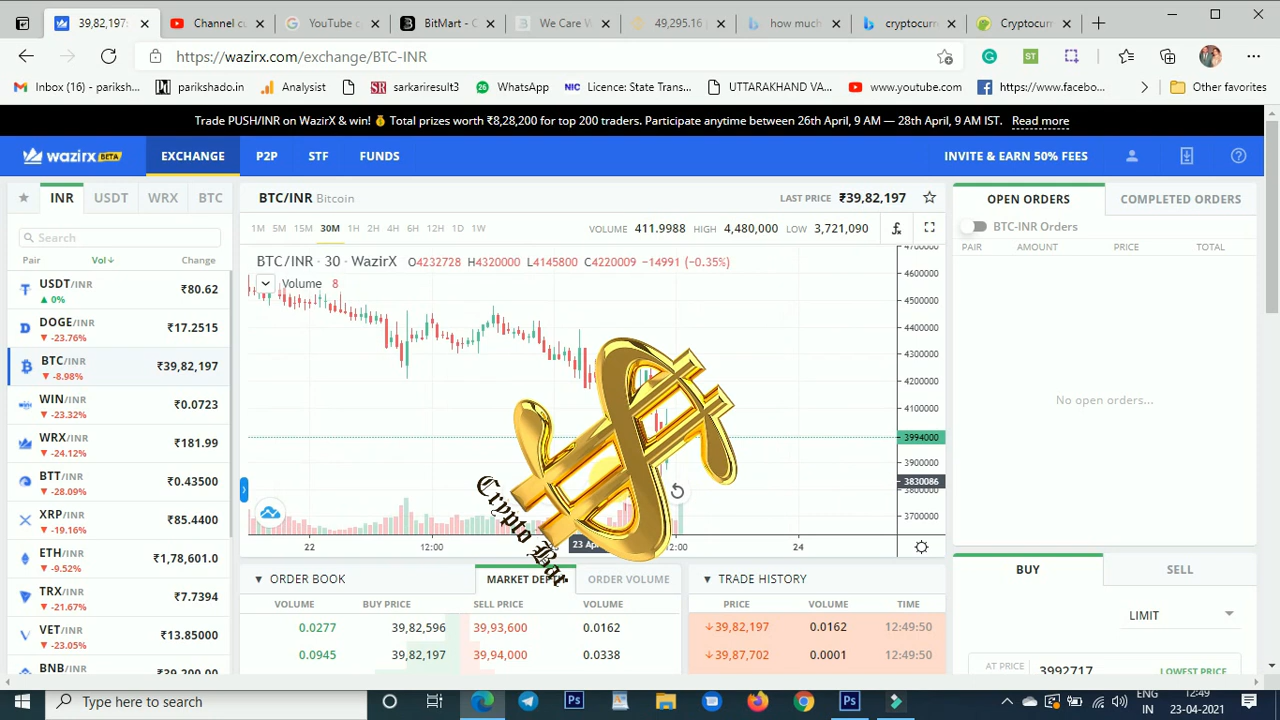 39,82,197
Channel cu
YouTube c
BitMart - C
We Care W
49,295.16
how much
cryptocurr
Cryptocurr
https://wazirx.com/exchange/BTC-INR
Inbox (16) - pariksh...
parikshado.in
analysist
sarkariresult3
WhatsApp
NIC Licence: State Trans...
UTTARAKHAND VA...
www.youtube.com
https://www.facebo...
Other favorites
Trade PUSH/INR on WazirX & win! 💰 Total prizes worth ₹8,28,200 for top 200 traders. Participate anytime between 26th April, 9 AM — 28th April, 9 AM IST. Read more
wazirx BETA
EXCHANGE
P2P
STF
FUNDS
INVITE & EARN 50% FEES
INR USDT WRX BTC
Search
Pair Vol↓ Change
USDT/INR ₹80.62
▲ 0%
DOGE/INR ₹17.2515
▼ -23.76%
BTC/INR ₹39,82,197
▼ -8.98%
WIN/INR ₹0.0723
▼ -23.32%
WRX/INR ₹181.99
▼ -24.12%
BTT/INR ₹0.43500
▼ -28.09%
XRP/INR ₹85.4400
▼ -19.16%
ETH/INR ₹1,78,601.0
▼ -9.52%
TRX/INR ₹7.7394
▼ -21.67%
VET/INR ₹13.85000
▼ -23.05%
BNB/INR ₹39,200.00
BTC/INR Bitcoin
LAST PRICE ₹39,82,197
1M 5M 15M 30M 1H 2H 4H 6H 12H 1D 1W
VOLUME 411.9988 HIGH 4,480,000 LOW 3,721,090
BTC/INR · 30 · WazirX O4232728 H4320000 L4145800 C4220009 −14991 (−0.35%)
Volume 8
4700000
4600000
4500000
4400000
4300000
4200000
4100000
3994000
3900000
3830086
3800000
3700000
22 12:00 23 Ap 12:00 24
Crypto Bar
ORDER BOOK
MARKET DEPTH
ORDER VOLUME
VOLUME BUY PRICE SELL PRICE VOLUME
0.0277 39,82,596 39,93,600 0.0162
0.0945 39,82,197 39,94,000 0.0338
TRADE HISTORY
PRICE VOLUME TIME
↓39,82,197 0.0162 12:49:50
↓39,87,702 0.0001 12:49:50
OPEN ORDERS
COMPLETED ORDERS
BTC-INR Orders
PAIR AMOUNT PRICE TOTAL
No open orders...
BUY
SELL
LIMIT
AT PRICE 3992717 LOWEST PRICE
Type here to search
ENG
IN
12:49
23-04-2021